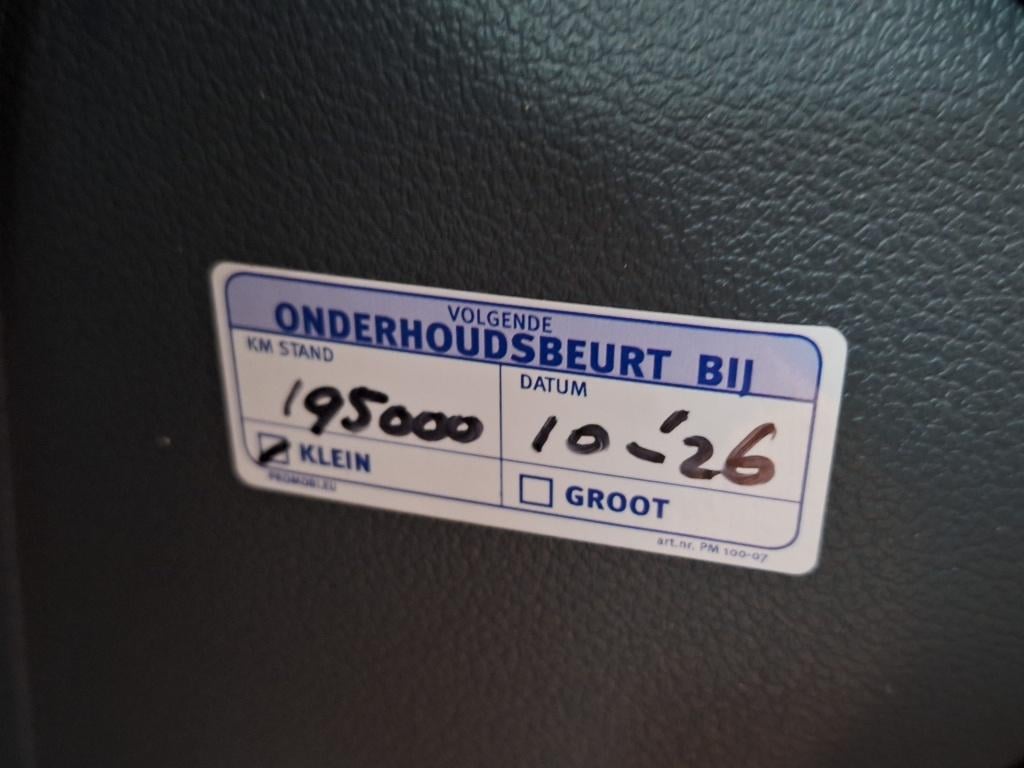 VOLGENDE
ONDERHOUDSBEURT BIJ
KM STAND
195000
KLEIN
DATUM
10-'26
GROOT
PROMOBI.EU
art.nr. PM 100-07